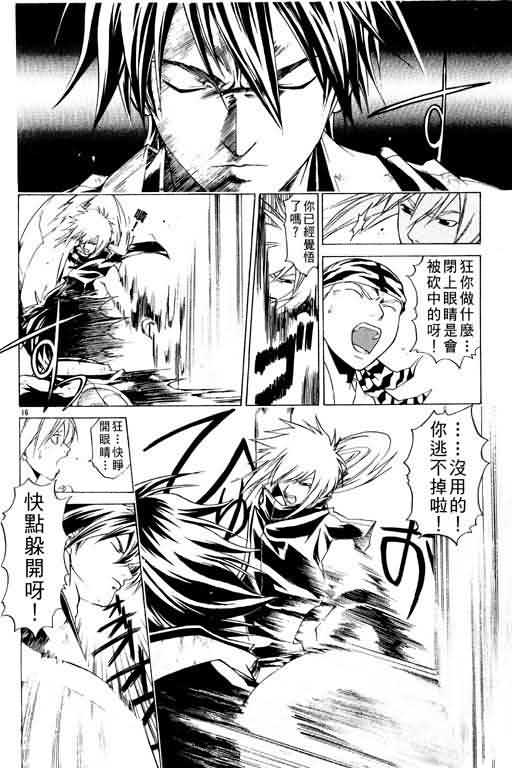 狂你做什麼…
閉上眼睛是會
被砍中的呀！
你已經覺悟
了嗎？
……沒用的！
你逃不掉啦！
狂…快睜
開眼睛…
快點躲開呀！
16